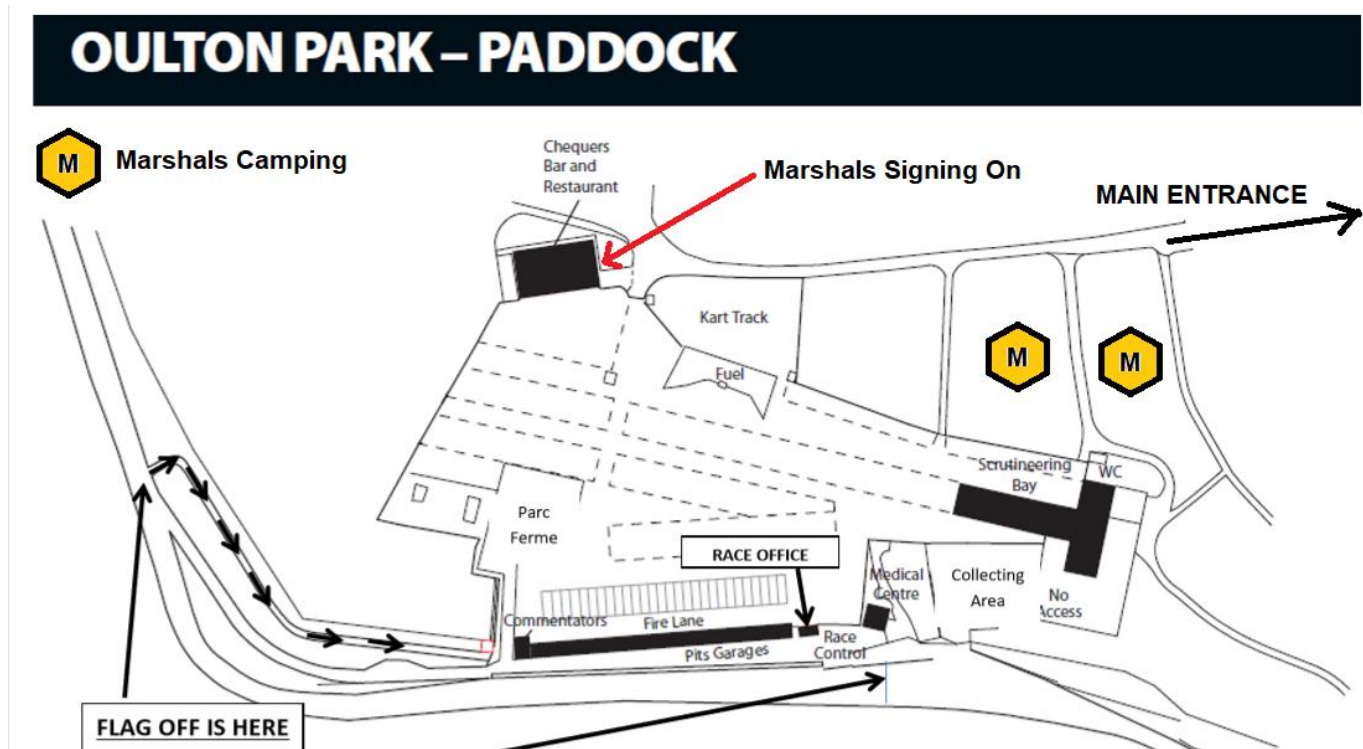 OULTON PARK – PADDOCK
M
Marshals Camping
Chequers
Bar and
Restaurant
Marshals Signing On
MAIN ENTRANCE
Kart Track
Fuel
M
M
Scrutineering
Bay
WC
Parc
Ferme
RACE OFFICE
Medical
Centre
Collecting
Area
No
Access
Commentators
Fire Lane
Pits Garages
Race
Control
FLAG OFF IS HERE